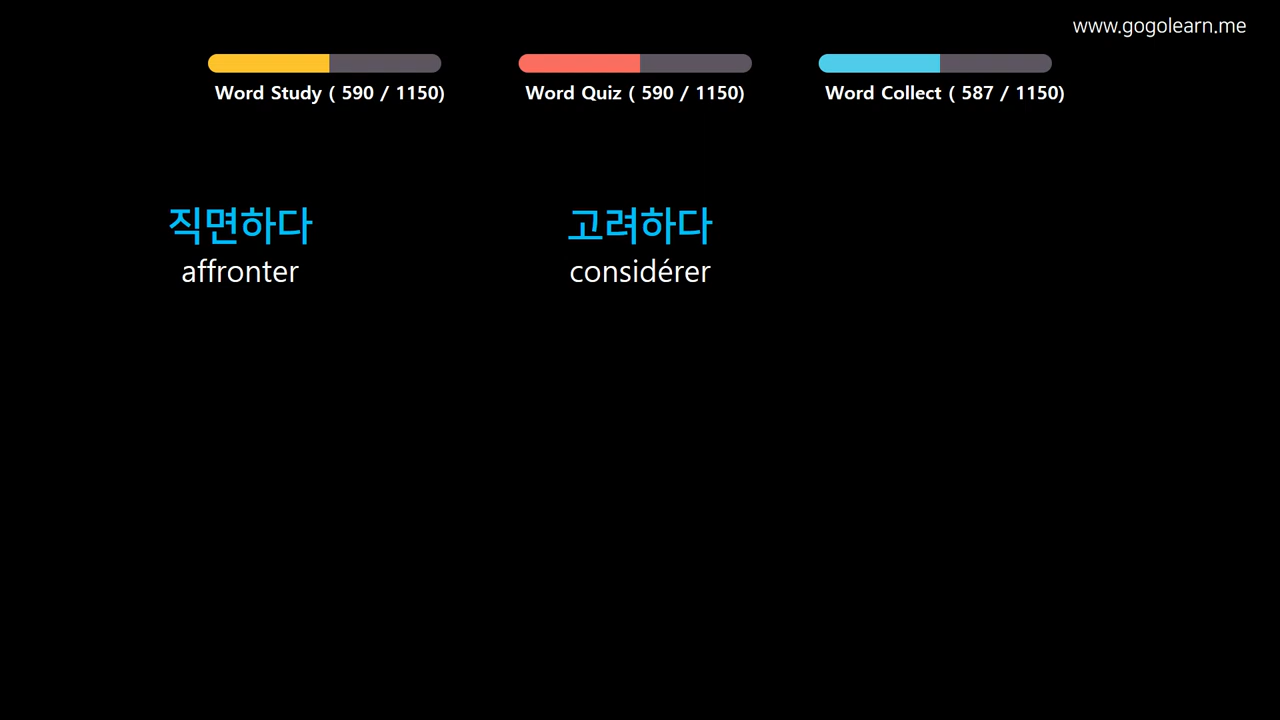 www.gogolearn.me
Word Study ( 590 / 1150)
Word Quiz ( 590 / 1150)
Word Collect ( 587 / 1150)
직면하다
affronter
고려하다
considérer